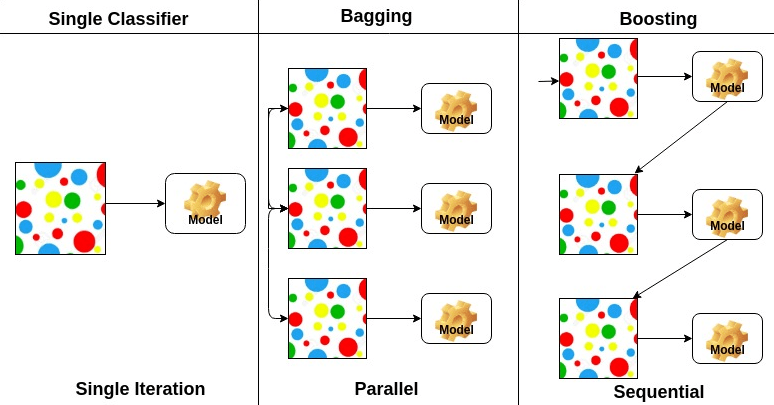 Single Classifier
Bagging
Boosting
Model
Model
Model
Model
Model
Model
Model
Single Iteration
Parallel
Sequential